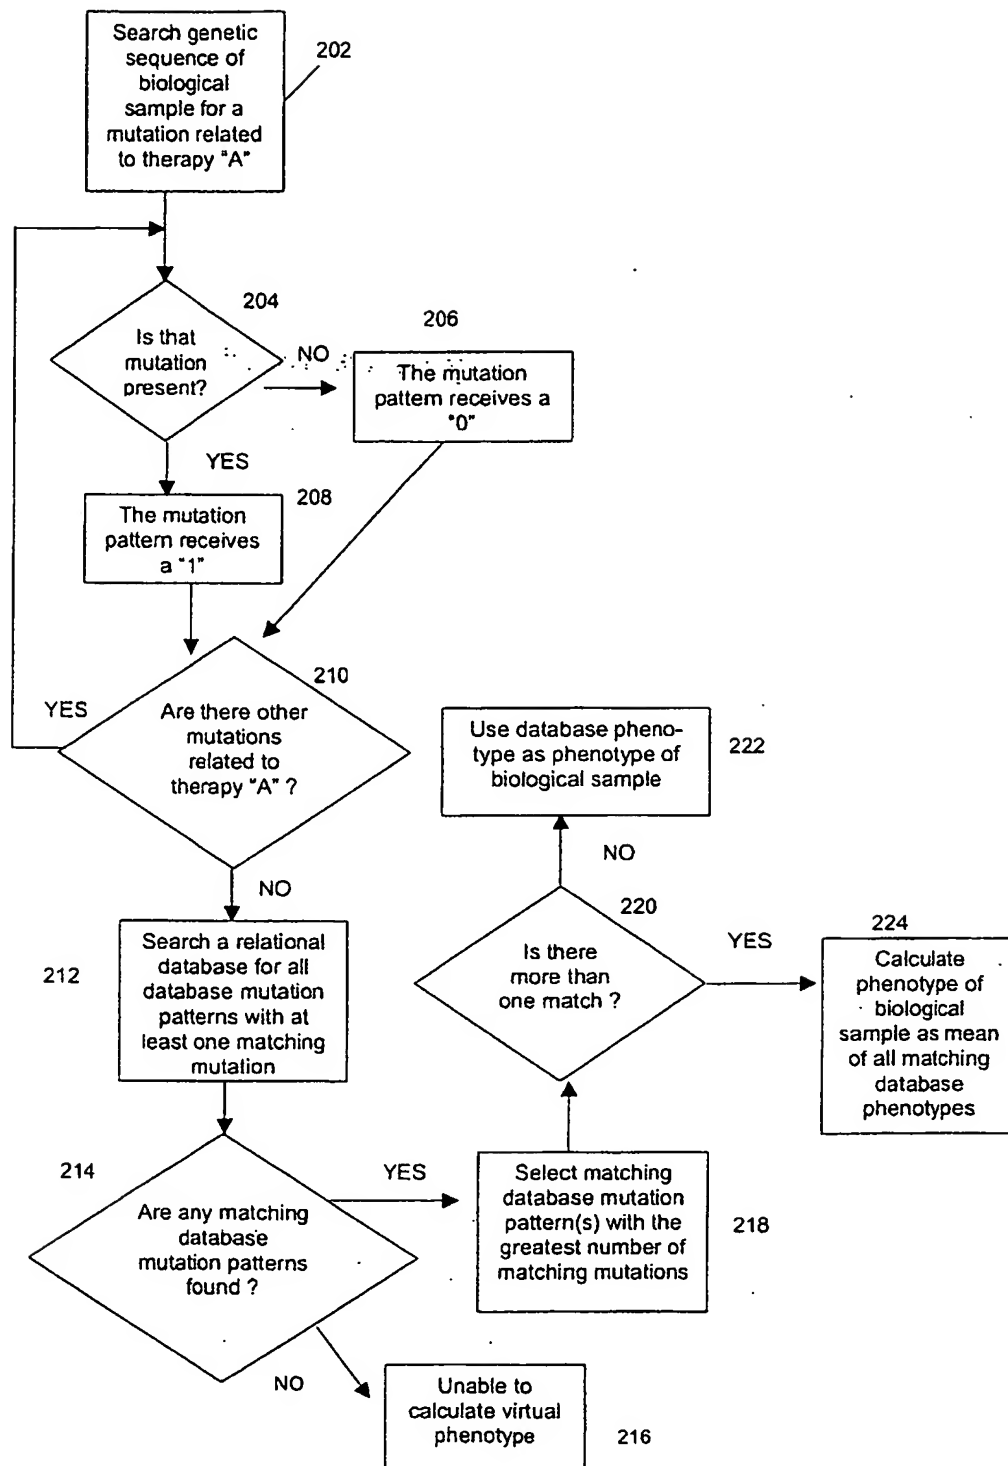 Search genetic
sequence of
biological
sample for a
mutation related
to therapy "A"
202
204
Is that
mutation
present?
NO
206
The mutation
pattern receives a
"0"
YES
208
The mutation
pattern receives
a "1"
210
YES
Are there other
mutations
related to
therapy "A" ?
NO
Use database pheno-
type as phenotype of
biological sample
222
NO
212
Search a relational
database for all
database mutation
patterns with at
least one matching
mutation
220
Is there
more than
one match ?
YES
224
Calculate
phenotype of
biological
sample as mean
of all matching
database
phenotypes
214
Are any matching
database
mutation patterns
found ?
YES
Select matching
database mutation
pattern(s) with the
greatest number of
matching mutations
218
NO
Unable to
calculate virtual
phenotype
216